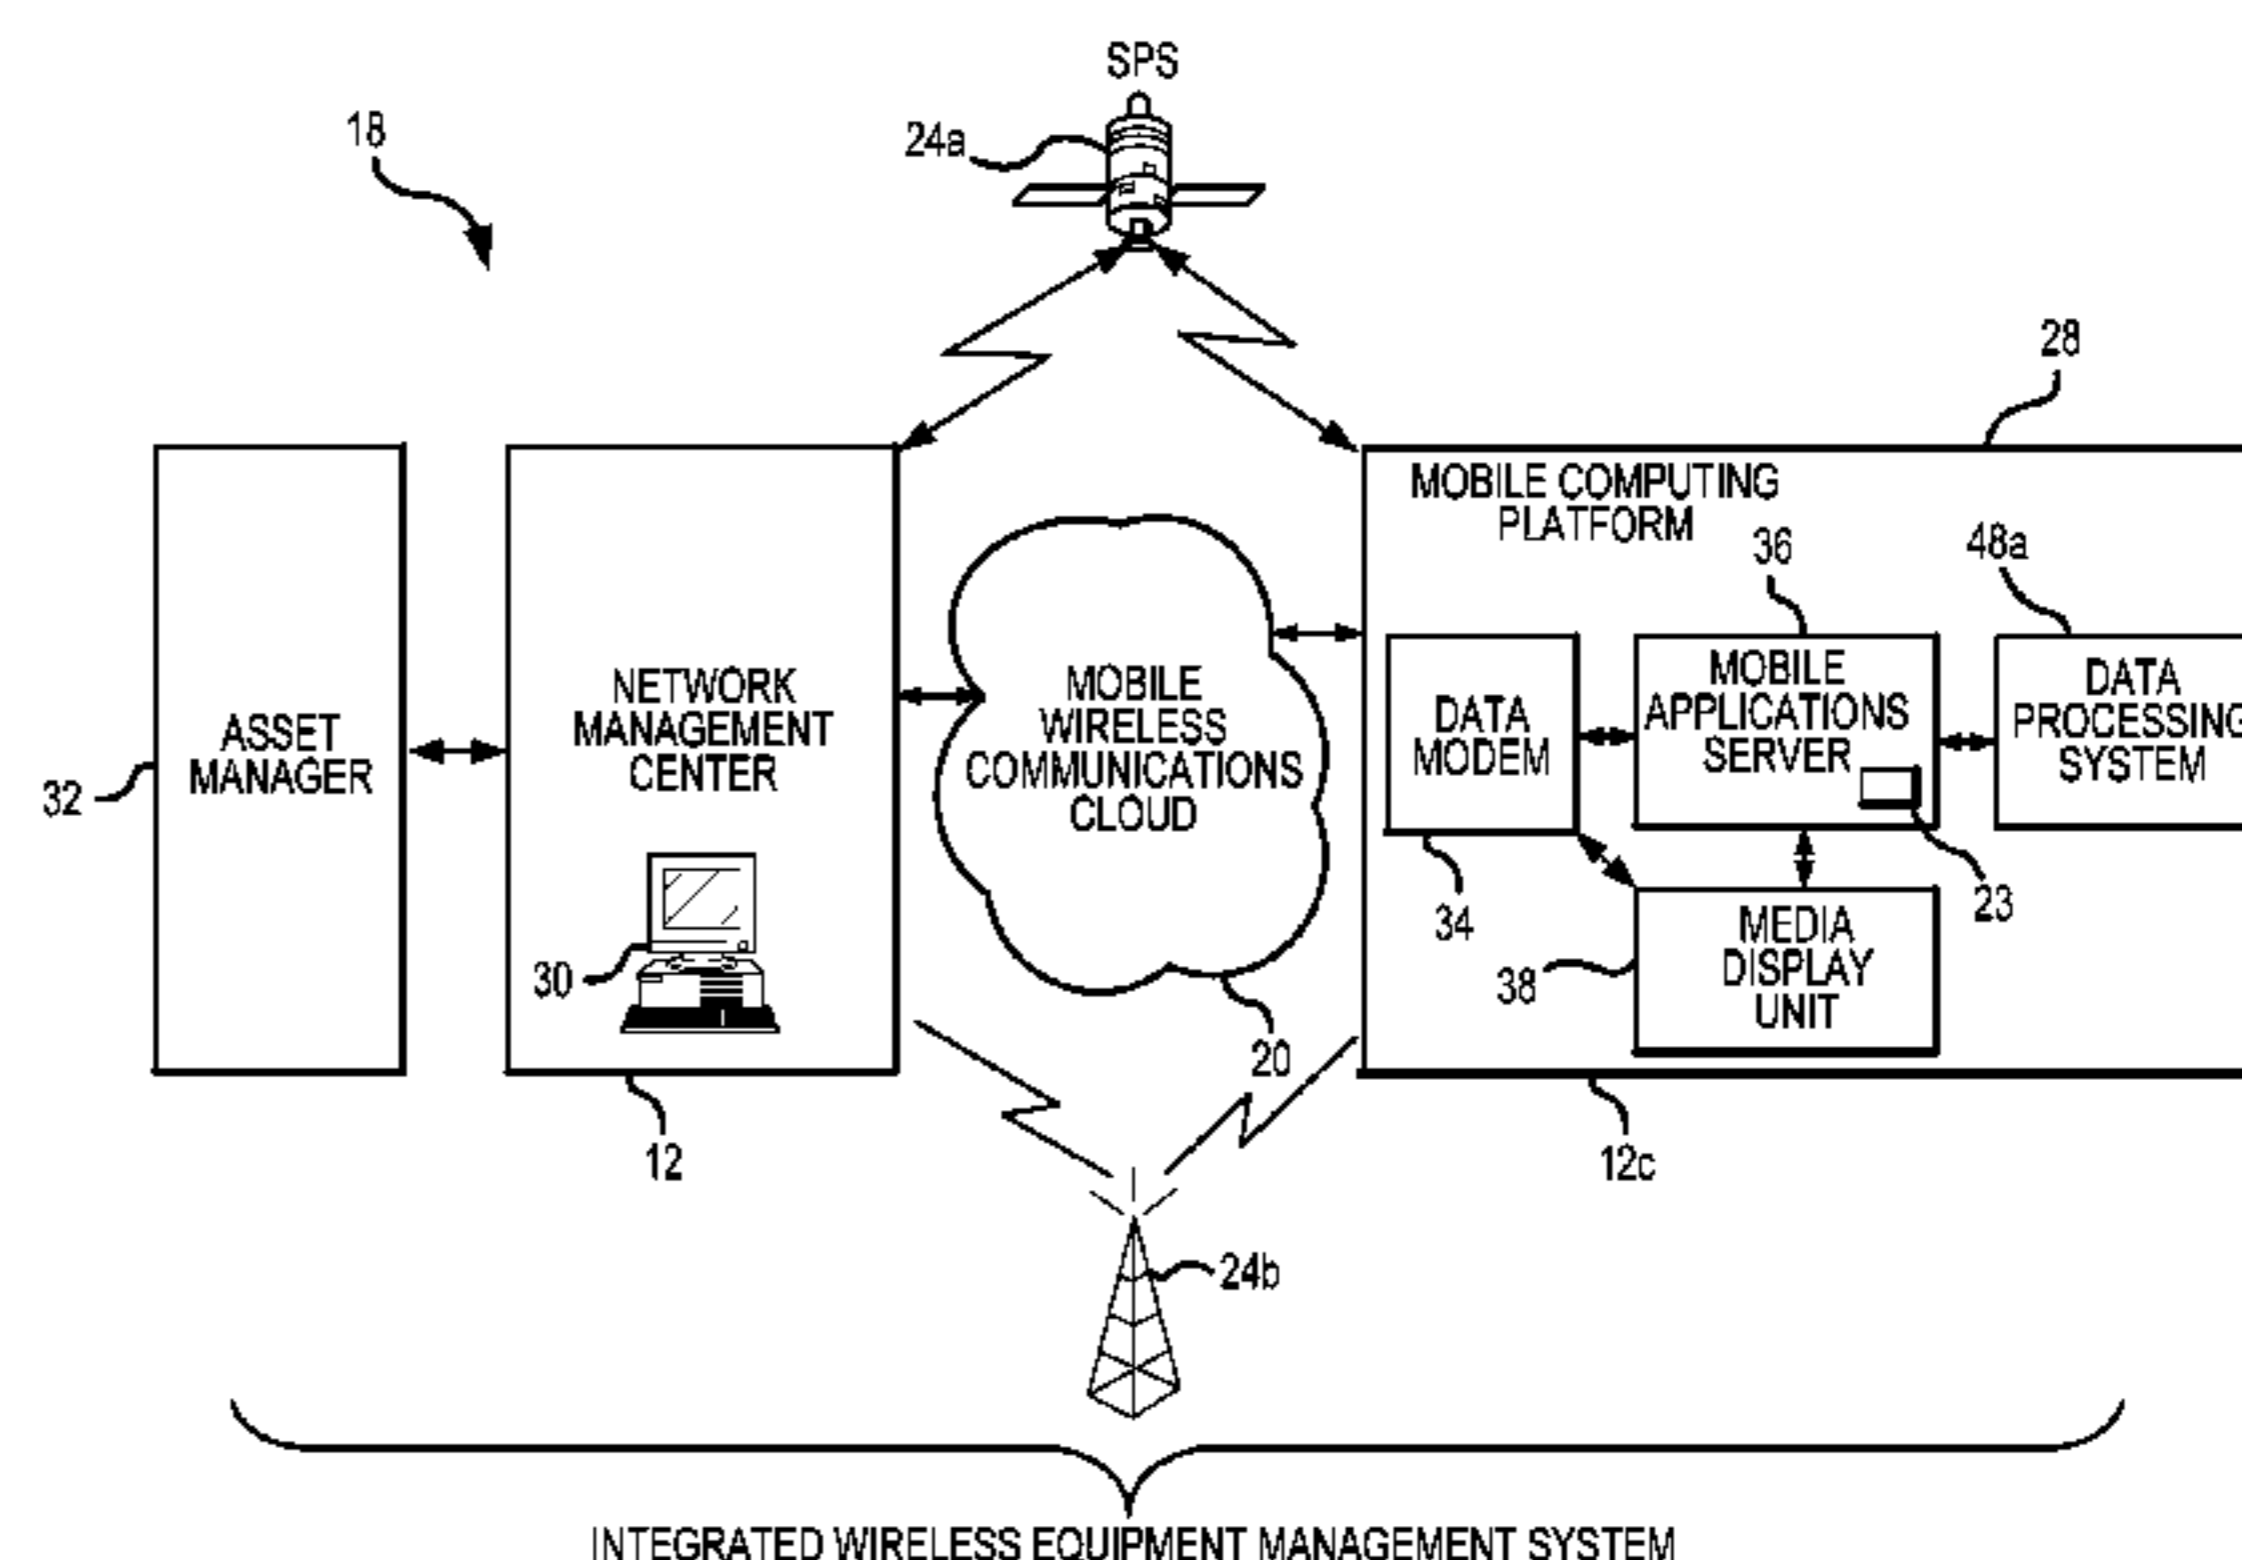 SPS
24a
18
28
MOBILE COMPUTING
PLATFORM
36
48a
32
ASSET
MANAGER
NETWORK
MANAGEMENT
CENTER
30
12
MOBILE
WIRELESS
COMMUNICATIONS
CLOUD
20
DATA
MODEM
34
MOBILE
APPLICATIONS
SERVER
23
DATA
PROCESSING
SYSTEM
38
MEDIA
DISPLAY
UNIT
12c
24b
INTEGRATED WIRELESS EQUIPMENT MANAGEMENT SYSTEM